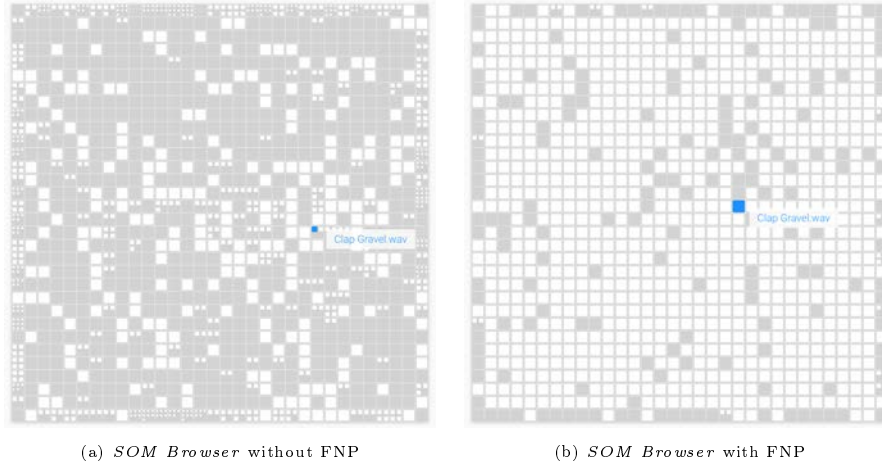 Clap Gravel.wav
Clap Gravel.wav
(a) SOM Browser without FNP
(b) SOM Browser with FNP